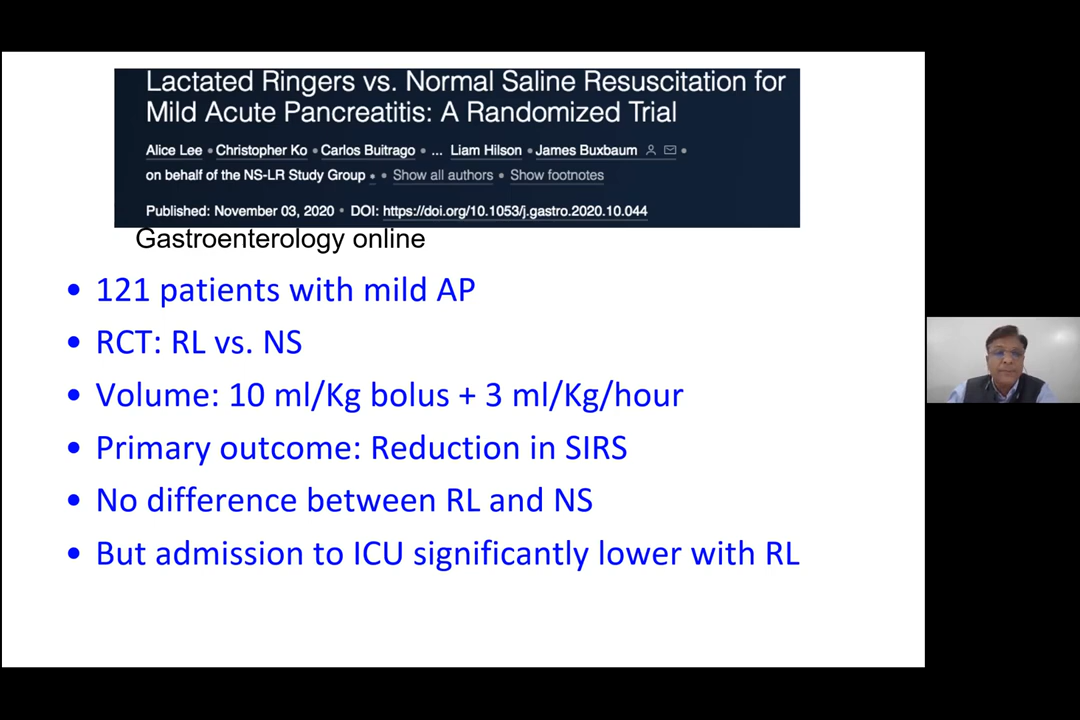 Lactated Ringers vs. Normal Saline Resuscitation for
Mild Acute Pancreatitis: A Randomized Trial
Alice Lee • Christopher Ko • Carlos Buitrago • ... Liam Hilson • James Buxbaum •
on behalf of the NS-LR Study Group • • Show all authors • Show footnotes
Published: November 03, 2020 • DOI: https://doi.org/10.1053/j.gastro.2020.10.044
Gastroenterology online
• 121 patients with mild AP
• RCT: RL vs. NS
• Volume: 10 ml/Kg bolus + 3 ml/Kg/hour
• Primary outcome: Reduction in SIRS
• No difference between RL and NS
• But admission to ICU significantly lower with RL